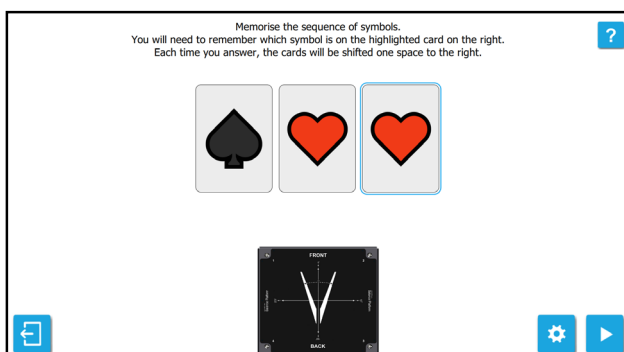 Memorise the sequence of symbols.
You will need to remember which symbol is on the highlighted card on the right.
Each time you answer, the cards will be shifted one space to the right.
?
FRONT
BACK